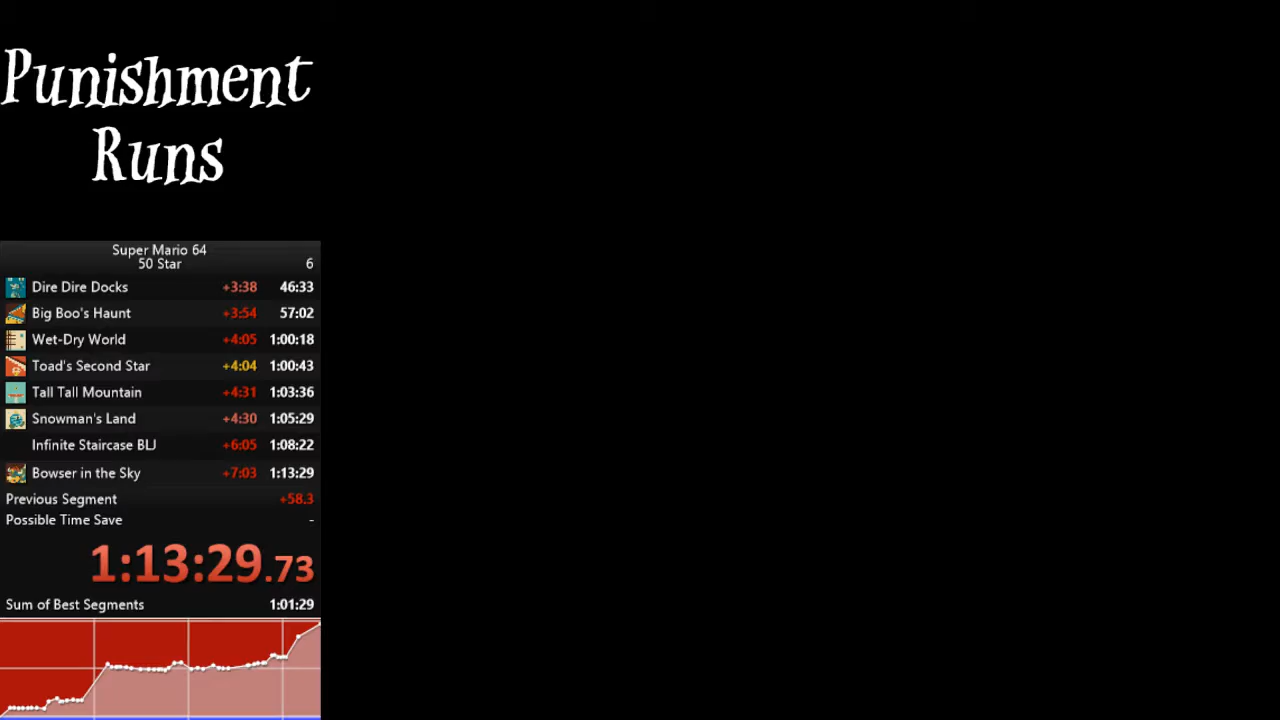 Punishment
Runs
Super Mario 64
50 Star 6
Dire Dire Docks +3:38 46:33
Big Boo's Haunt +3:54 57:02
Wet-Dry World +4:05 1:00:18
Toad's Second Star +4:04 1:00:43
Tall Tall Mountain +4:31 1:03:36
Snowman's Land +4:30 1:05:29
Infinite Staircase BLJ +6:05 1:08:22
Bowser in the Sky +7:03 1:13:29
Previous Segment +58.3
Possible Time Save -
1:13:29.73
Sum of Best Segments 1:01:29